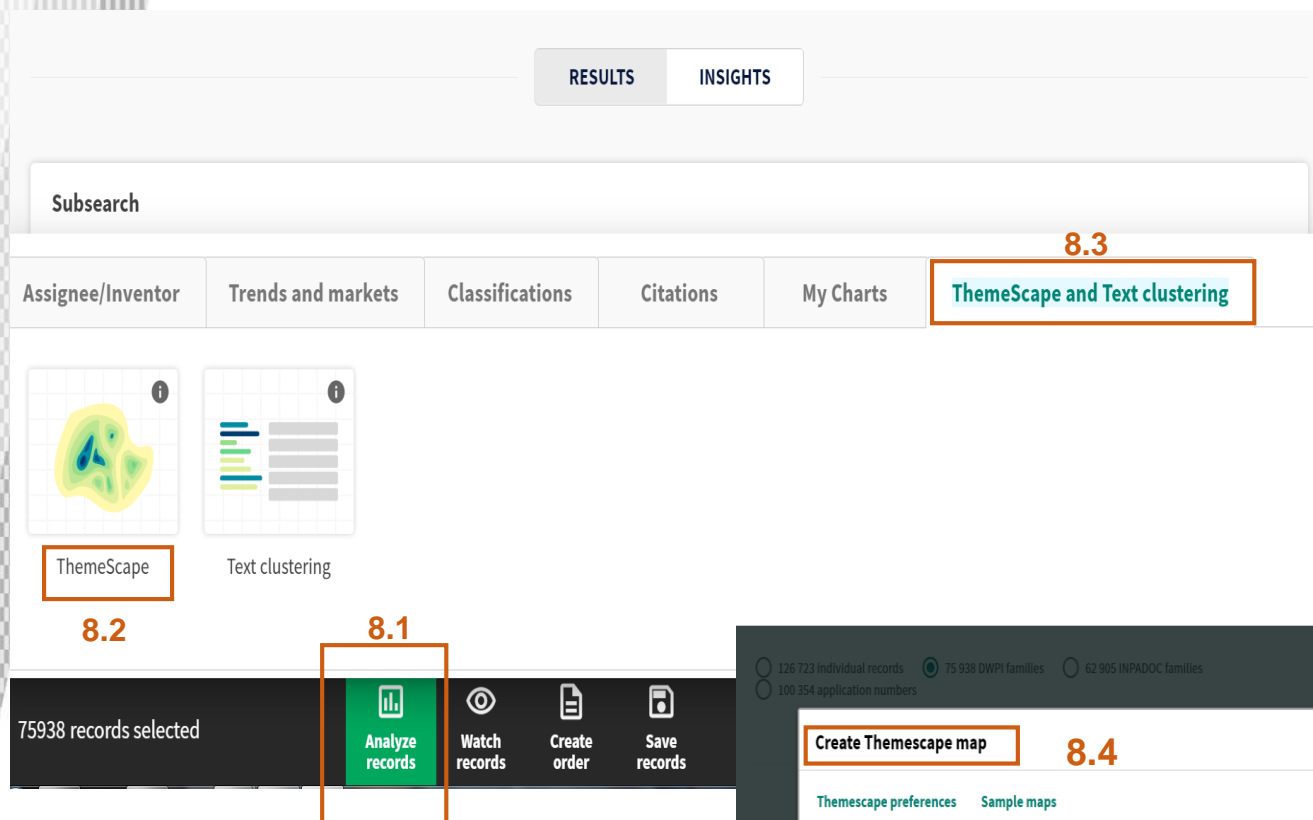 RESULTS INSIGHTS
Subsearch
8.3
Assignee/Inventor Trends and markets Classifications Citations My Charts ThemeScape and Text clustering
ThemeScape Text clustering
8.2 8.1
126 723 individual records 75 938 DWPI families 62 905 INPADOC families
100 354 application numbers
75938 records selected
Analyze records
Watch records
Create order
Save records
Create Themescape map 8.4
Themescape preferences Sample maps